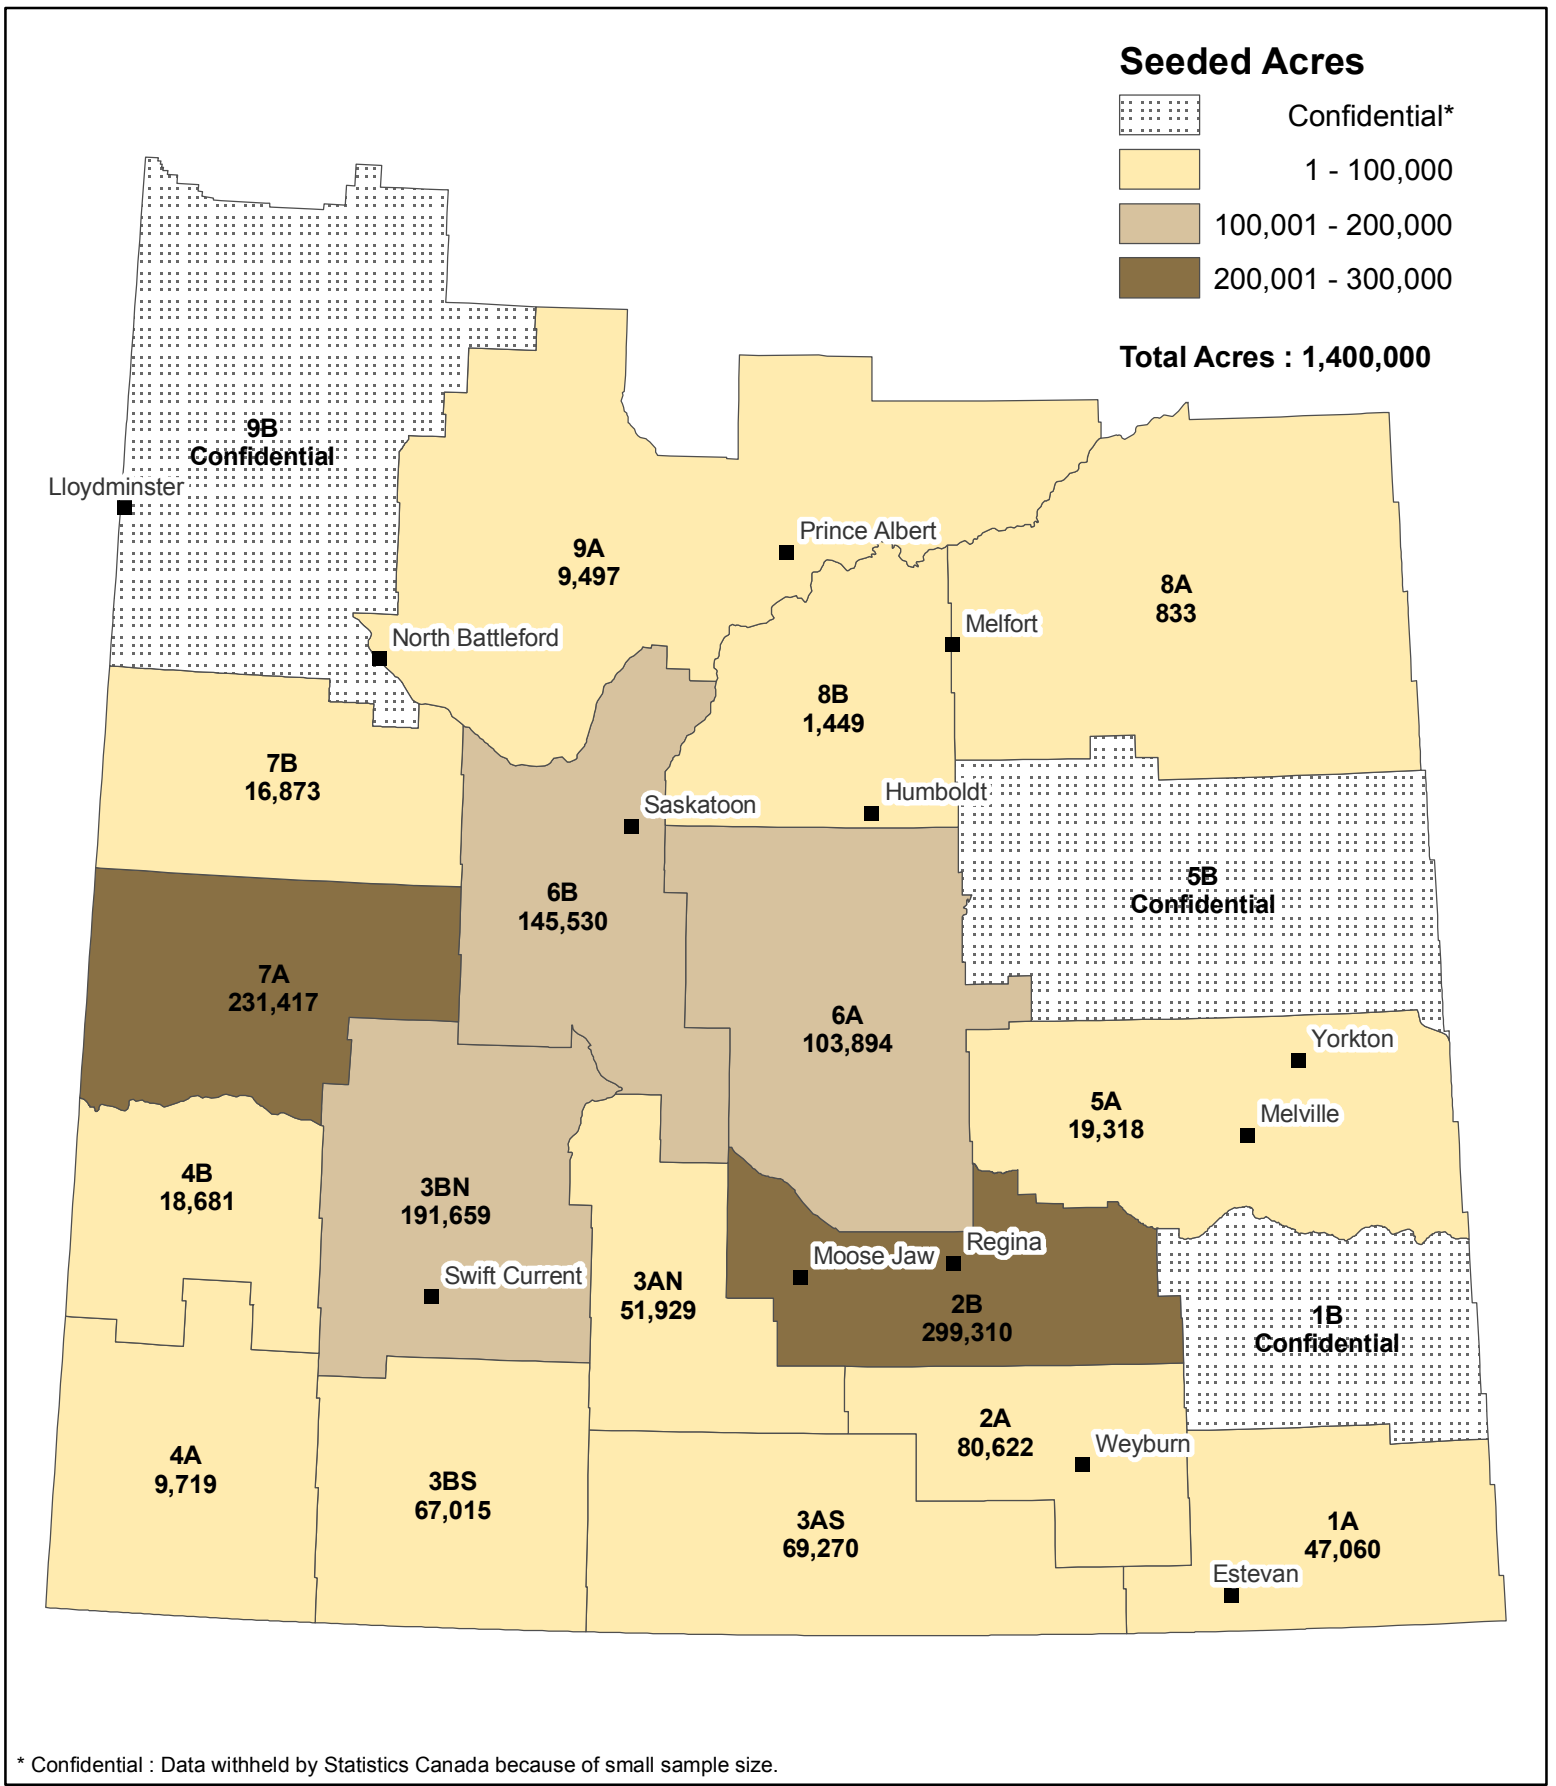 Seeded Acres
Confidential*
1 - 100,000
100,001 - 200,000
200,001 - 300,000
Total Acres : 1,400,000
9B
Confidential
Lloydminster
9A
9,497
Prince Albert
8A
833
North Battleford
Melfort
8B
1,449
7B
16,873
Saskatoon
Humboldt
6B
145,530
5B
Confidential
7A
231,417
6A
103,894
Yorkton
5A
19,318
Melville
4B
18,681
3BN
191,659
Swift Current
3AN
51,929
Moose Jaw
Regina
2B
299,310
1B
Confidential
2A
80,622
Weyburn
4A
9,719
3BS
67,015
3AS
69,270
1A
47,060
Estevan
* Confidential : Data withheld by Statistics Canada because of small sample size.